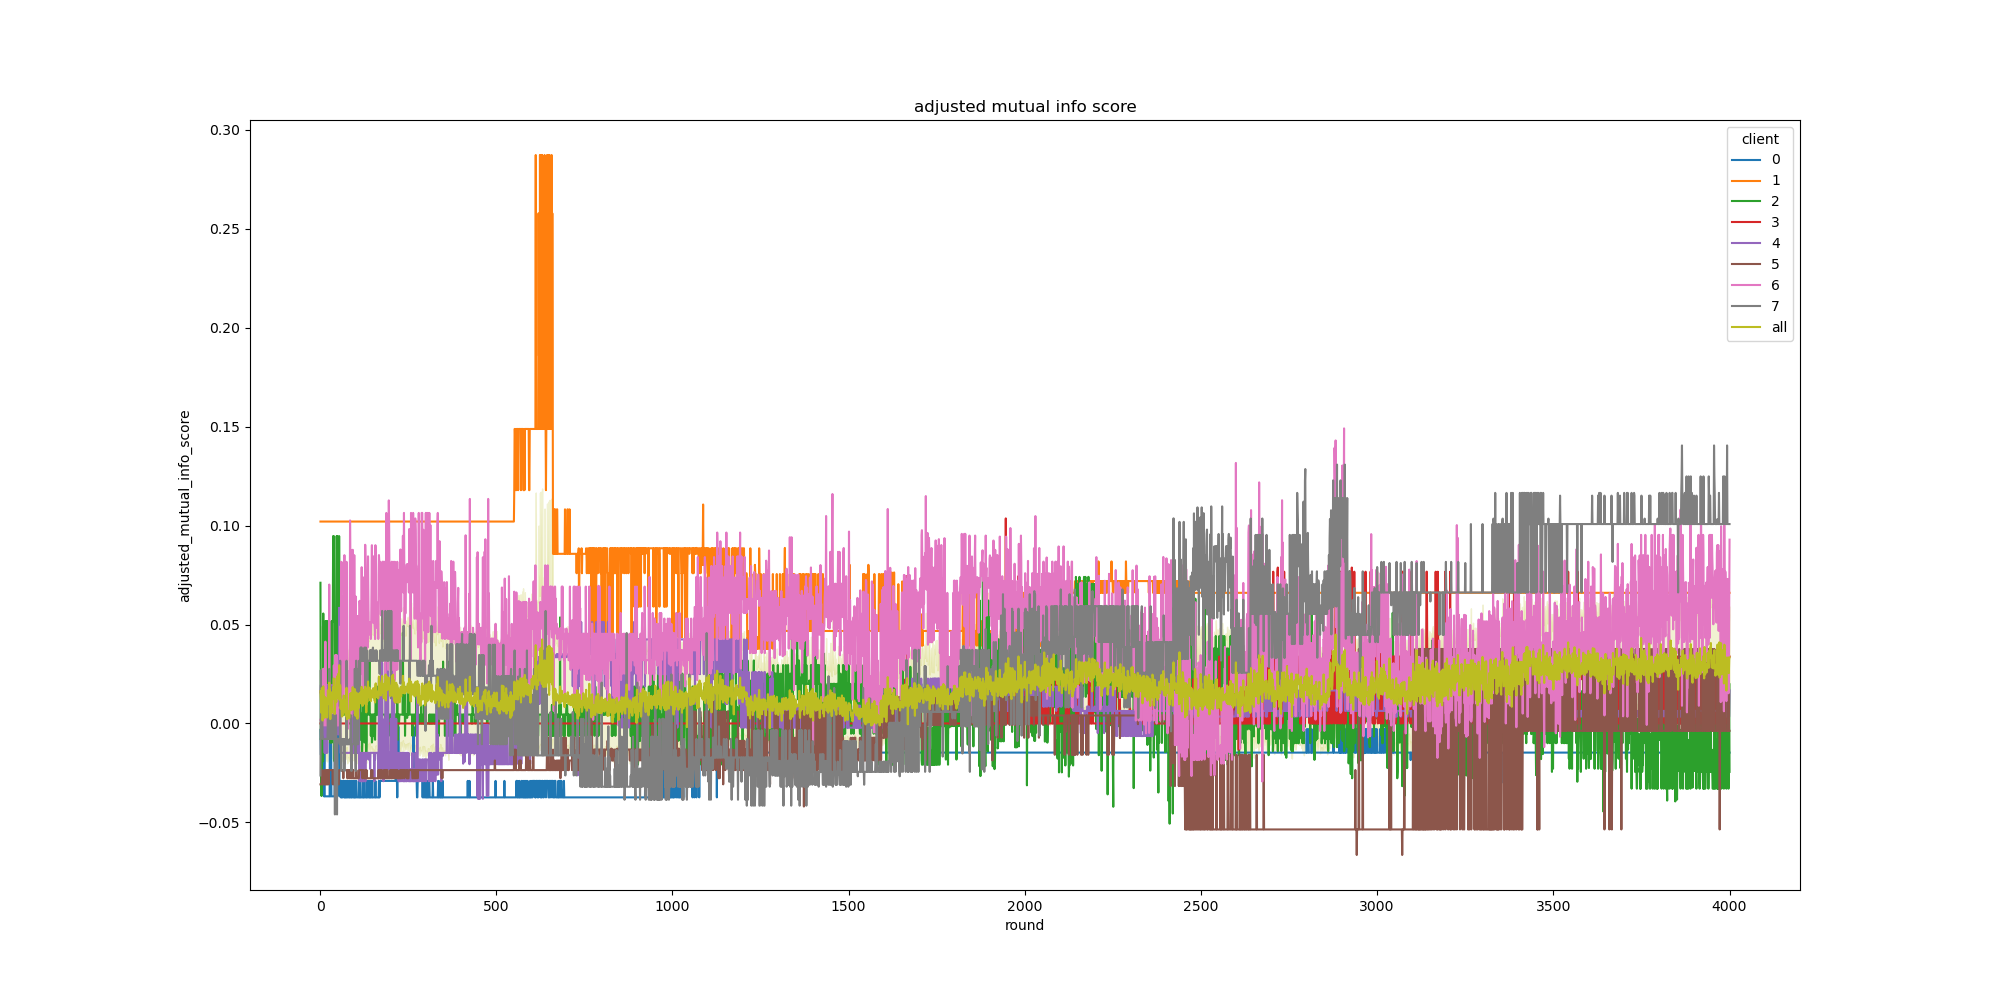 adjusted mutual info score
0.30
0.25
0.20
0.15
0.10
0.05
0.00
−0.05
adjusted_mutual_info_score
0 500 1000 1500 2000 2500 3000 3500 4000
round
client
0
1
2
3
4
5
6
7
all